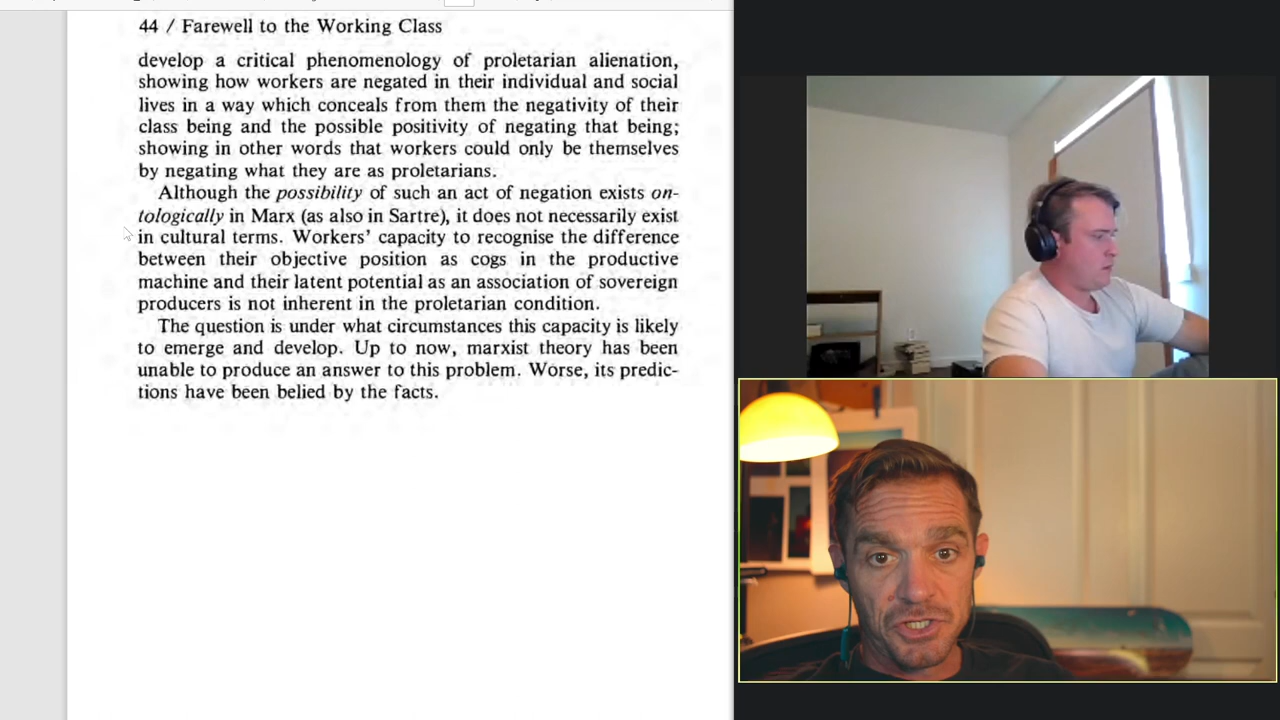 44 / Farewell to the Working Class
develop a critical phenomenology of proletarian alienation,
showing how workers are negated in their individual and social
lives in a way which conceals from them the negativity of their
class being and the possible positivity of negating that being;
showing in other words that workers could only be themselves
by negating what they are as proletarians.
Although the possibility of such an act of negation exists on-
tologically in Marx (as also in Sartre), it does not necessarily exist
in cultural terms. Workers' capacity to recognise the difference
between their objective position as cogs in the productive
machine and their latent potential as an association of sovereign
producers is not inherent in the proletarian condition.
The question is under what circumstances this capacity is likely
to emerge and develop. Up to now, marxist theory has been
unable to produce an answer to this problem. Worse, its predic-
tions have been belied by the facts.